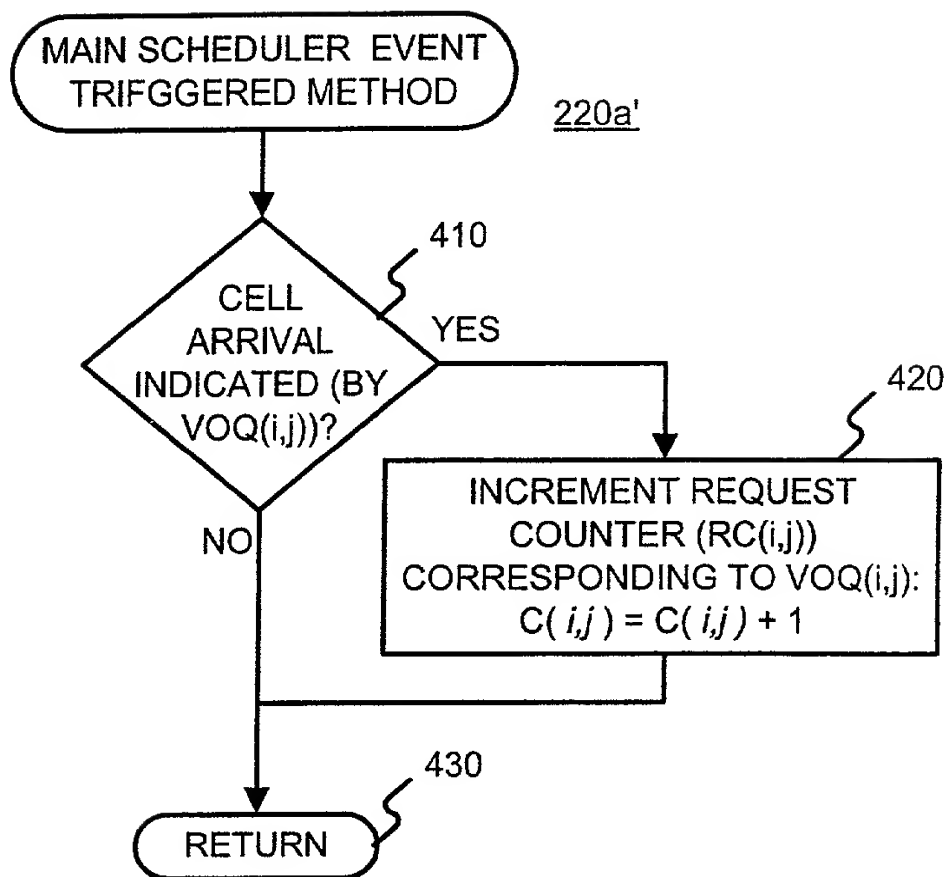 MAIN SCHEDULER EVENT
TRIFGGERED METHOD
220a'
410
CELL
ARRIVAL
INDICATED (BY
VOQ(i,j))?
YES
420
INCREMENT REQUEST
COUNTER (RC(i,j))
CORRESPONDING TO VOQ(i,j):
C( i,j ) = C( i,j ) + 1
NO
430
RETURN